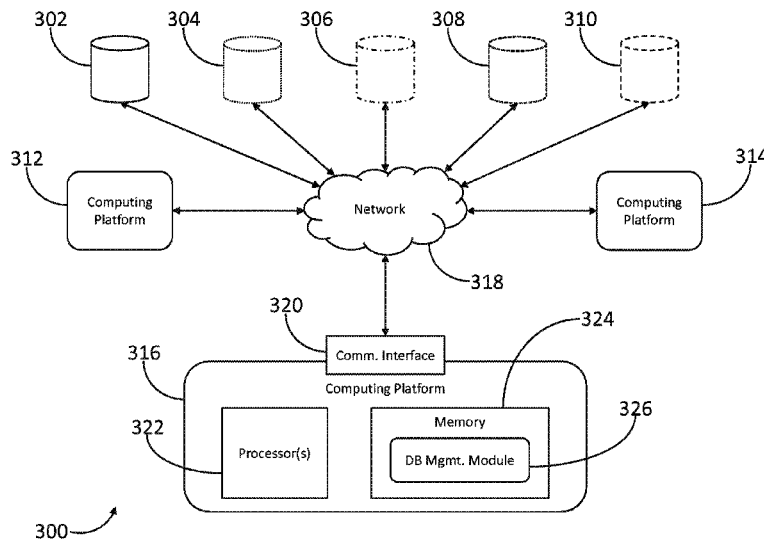 302
304
306
308
310
312
Computing
Platform
Network
Computing
Platform
314
318
320
Comm. Interface
324
316
Computing Platform
322
Processor(s)
Memory
DB Mgmt. Module
326
300